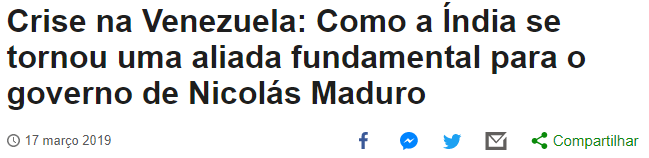 Crise na Venezuela: Como a Índia se
tornou uma aliada fundamental para o
governo de Nicolás Maduro
17 março 2019 Compartilhar